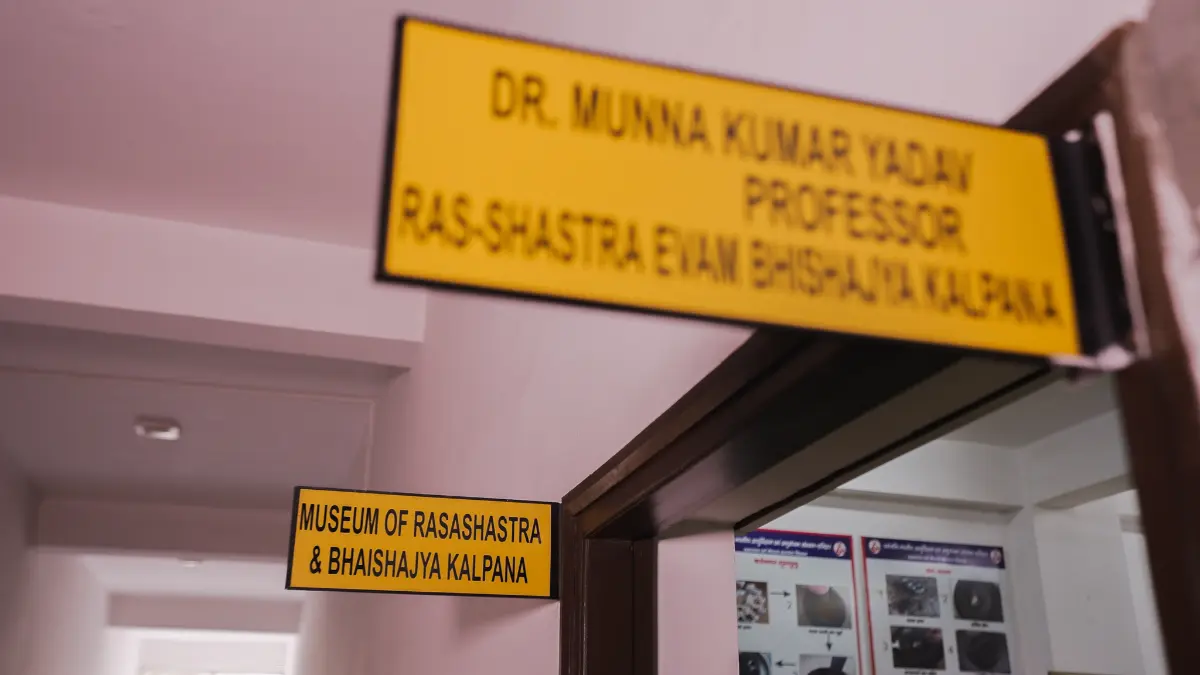 DR. MUNNA KUMAR YADAV
PROFESSOR
RAS-SHASTRA EVAM BHISHAJYA KALPANA
MUSEUM OF RASASHASTRA
& BHAISHAJYA KALPANA